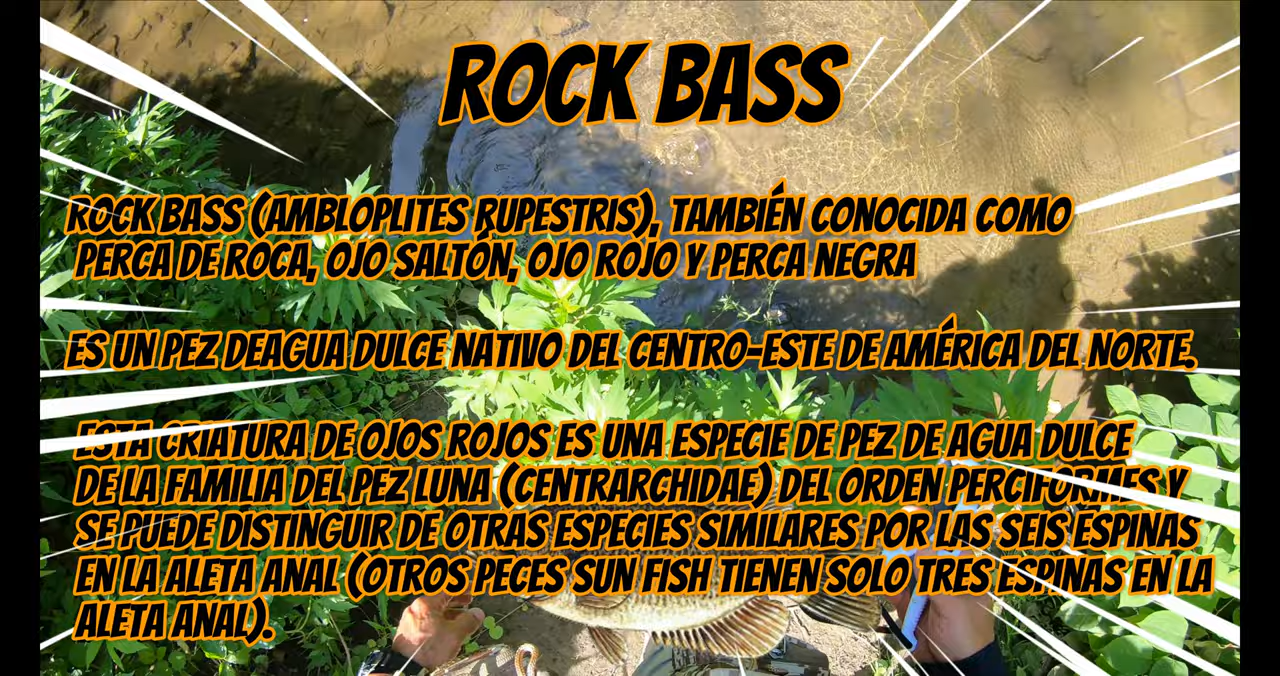 ROCK BASS
ROCK BASS (AMBLOPLITES RUPESTRIS), TAMBIÉN CONOCIDA COMO
PERCA DE ROCA, OJO SALTÓN, OJO ROJO Y PERCA NEGRA
ES UN PEZ DEAGUA DULCE NATIVO DEL CENTRO-ESTE DE AMÉRICA DEL NORTE.
ESTA CRIATURA DE OJOS ROJOS ES UNA ESPECIE DE PEZ DE AGUA DULCE
DE LA FAMILIA DEL PEZ LUNA (CENTRARCHIDAE) DEL ORDEN PERCIFORMES Y
SE PUEDE DISTINGUIR DE OTRAS ESPECIES SIMILARES POR LAS SEIS ESPINAS
EN LA ALETA ANAL (OTROS PECES SUN FISH TIENEN SOLO TRES ESPINAS EN LA
ALETA ANAL).